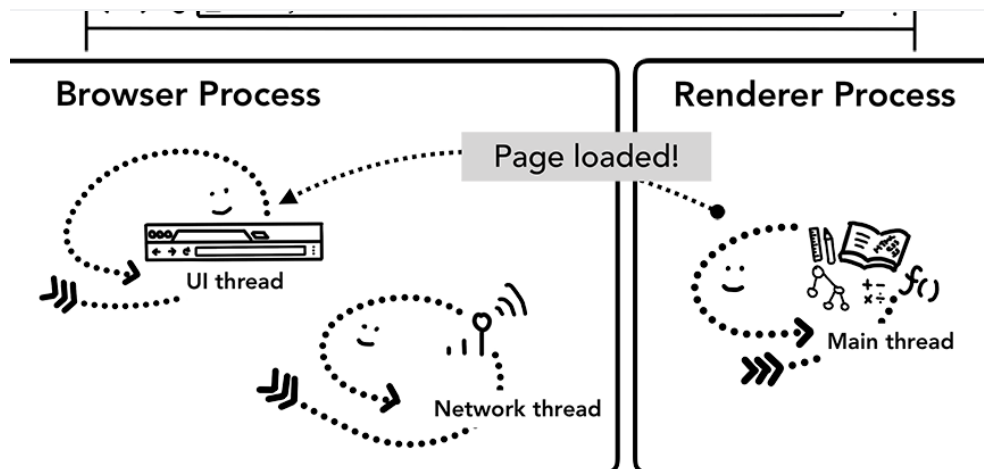 Browser Process
Renderer Process
Page loaded!
UI thread
Network thread
Main thread
f()
+-
×÷